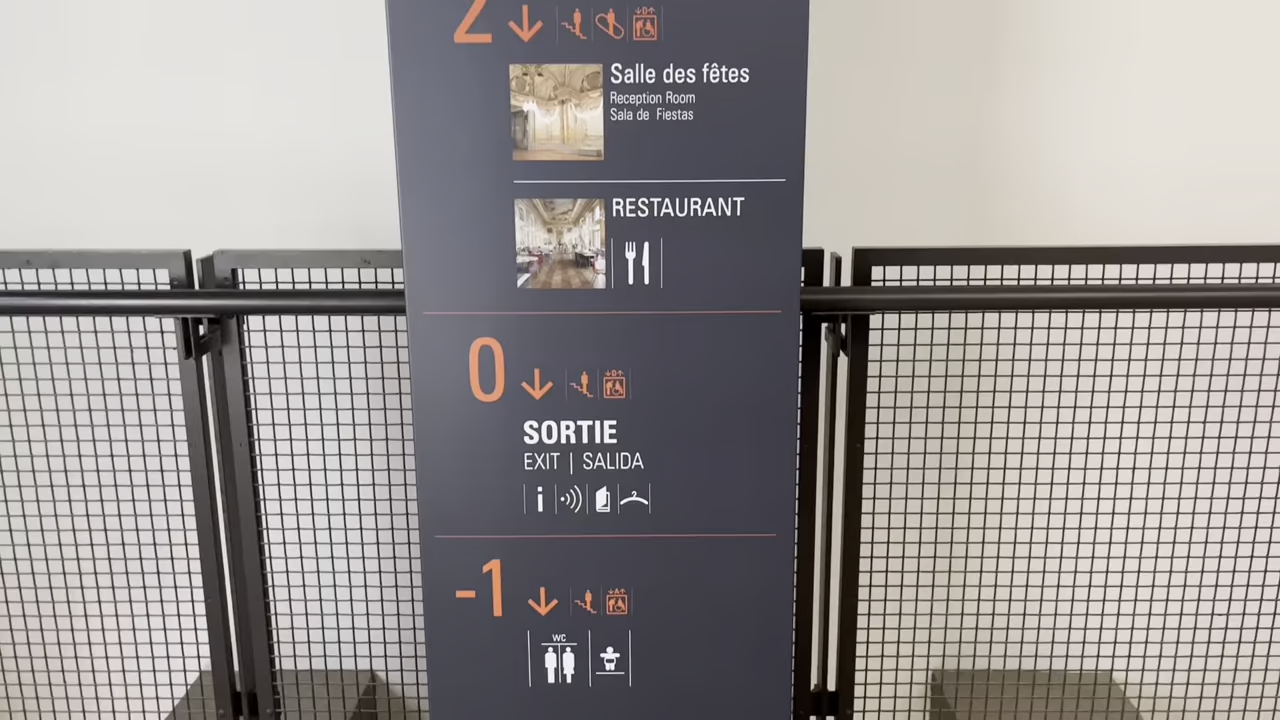 2
Salle des fêtes
Reception Room
Sala de Fiestas
RESTAURANT
0
SORTIE
EXIT | SALIDA
-1
WC